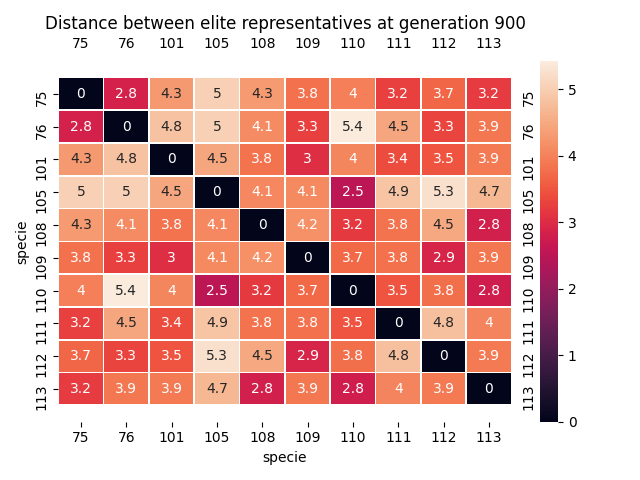 Distance between elite representatives at generation 900
75 76 101 105 108 109 110 111 112 113
75 0 2.8 4.3 5 4.3 3.8 4 3.2 3.7 3.2 75
76 2.8 0 4.8 5 4.1 3.3 5.4 4.5 3.3 3.9 76
101 4.3 4.8 0 4.5 3.8 3 4 3.4 3.5 3.9 101
105 5 5 4.5 0 4.1 4.1 2.5 4.9 5.3 4.7 105
108 4.3 4.1 3.8 4.1 0 4.2 3.2 3.8 4.5 2.8 108
109 3.8 3.3 3 4.1 4.2 0 3.7 3.8 2.9 3.9 109
110 4 5.4 4 2.5 3.2 3.7 0 3.5 3.8 2.8 110
111 3.2 4.5 3.4 4.9 3.8 3.8 3.5 0 4.8 4 111
112 3.7 3.3 3.5 5.3 4.5 2.9 3.8 4.8 0 3.9 112
113 3.2 3.9 3.9 4.7 2.8 3.9 2.8 4 3.9 0 113
75 76 101 105 108 109 110 111 112 113
specie
specie
5
4
3
2
1
0